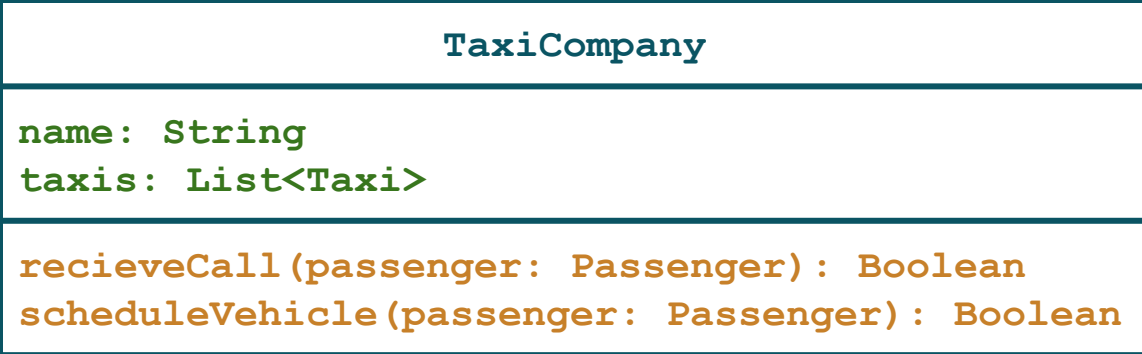 TaxiCompany
name: String
taxis: List<Taxi>
recieveCall(passenger: Passenger): Boolean
scheduleVehicle(passenger: Passenger): Boolean